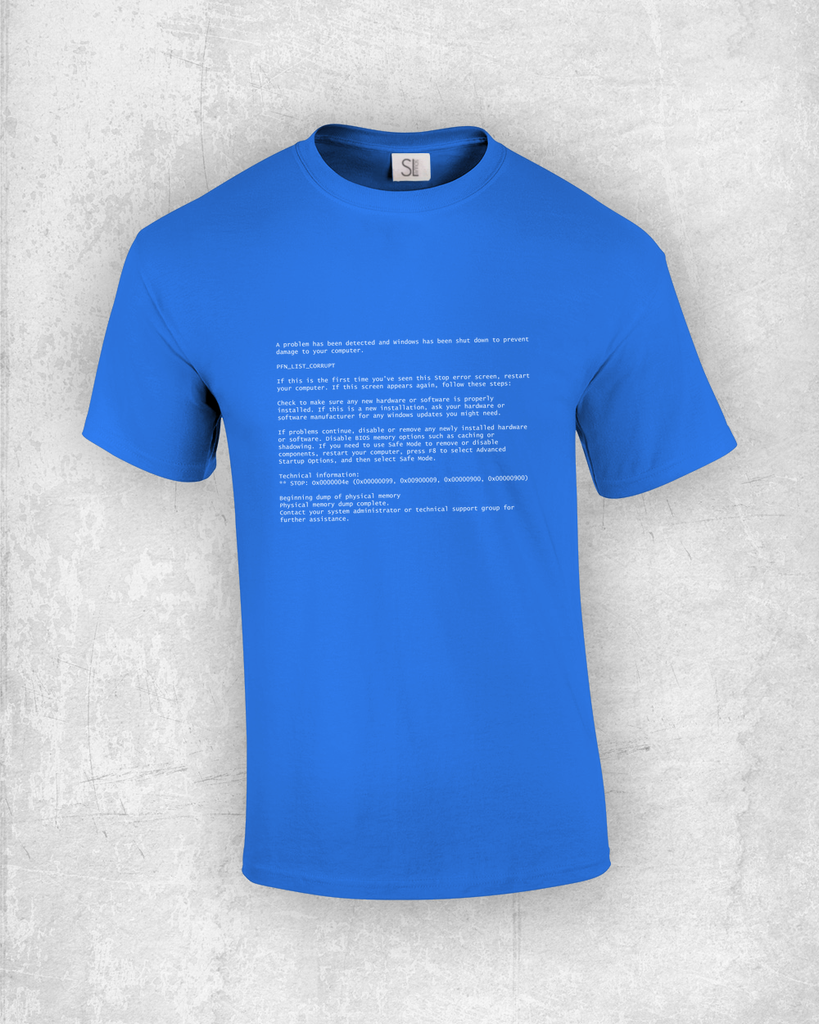 SL
A problem has been detected and Windows has been shut down to prevent
damage to your computer.
PFN_LIST_CORRUPT
If this is the first time you've seen this Stop error screen, restart
your computer. If this screen appears again, follow these steps:
Check to make sure any new hardware or software is properly
installed. If this is a new installation, ask your hardware or
software manufacturer for any Windows updates you might need.
If problems continue, disable or remove any newly installed hardware
or software. Disable BIOS memory options such as caching or
shadowing. If you need to use Safe Mode to remove or disable
components, restart your computer, press F8 to select Advanced
Startup Options, and then select Safe Mode.
Technical information:
** STOP: 0x0000004e (0x00000099, 0x00900009, 0x00000900, 0x00000900)
Beginning dump of physical memory
Physical memory dump complete.
Contact your system administrator or technical support group for
further assistance.